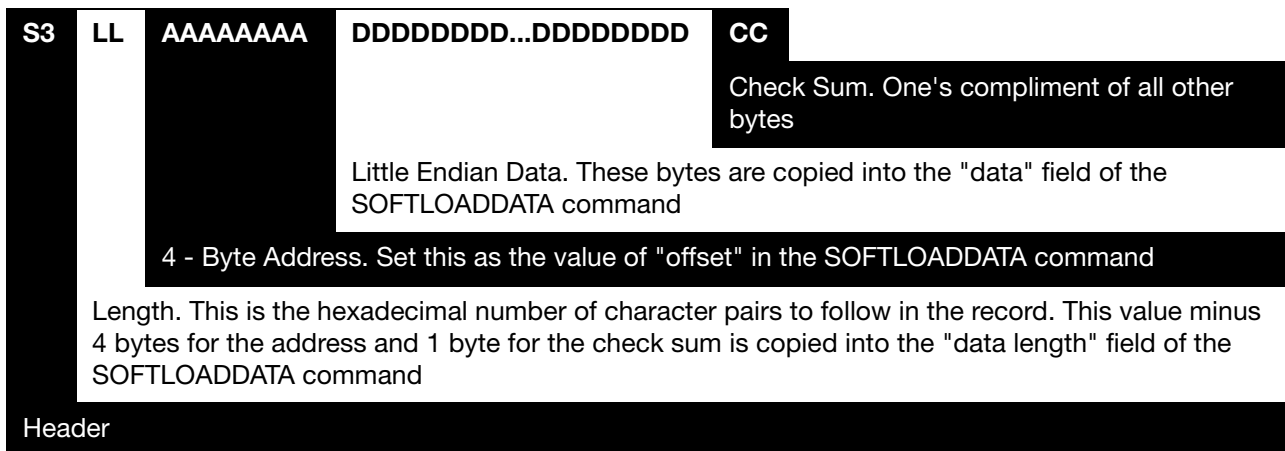 S3 LL AAAAAAAA DDDDDDDD...DDDDDDDD CC
Check Sum. One's compliment of all other
bytes
Little Endian Data. These bytes are copied into the "data" field of the
SOFTLOADDATA command
4 - Byte Address. Set this as the value of "offset" in the SOFTLOADDATA command
Length. This is the hexadecimal number of character pairs to follow in the record. This value minus
4 bytes for the address and 1 byte for the check sum is copied into the "data length" field of the
SOFTLOADDATA command
Header